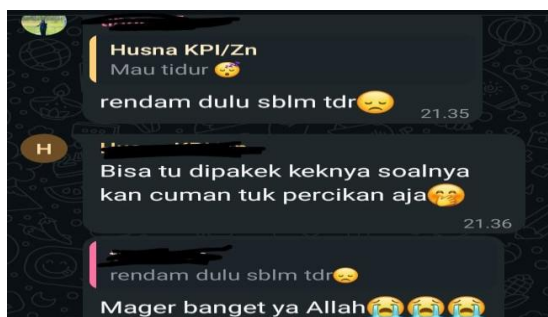 Husna KPI/Zn
Mau tidur 😴
rendam dulu sblm tdr😞
21.35
H
Bisa tu dipakek keknya soalnya
kan cuman tuk percikan aja🤭
21.36
rendam dulu sblm tdr😞
Mager banget ya Allah😭😭😭